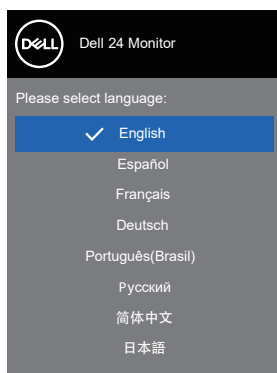 DELL
Dell 24 Monitor
Please select language:
English
Español
Français
Deutsch
Português(Brasil)
Русский
简体中文
日本語